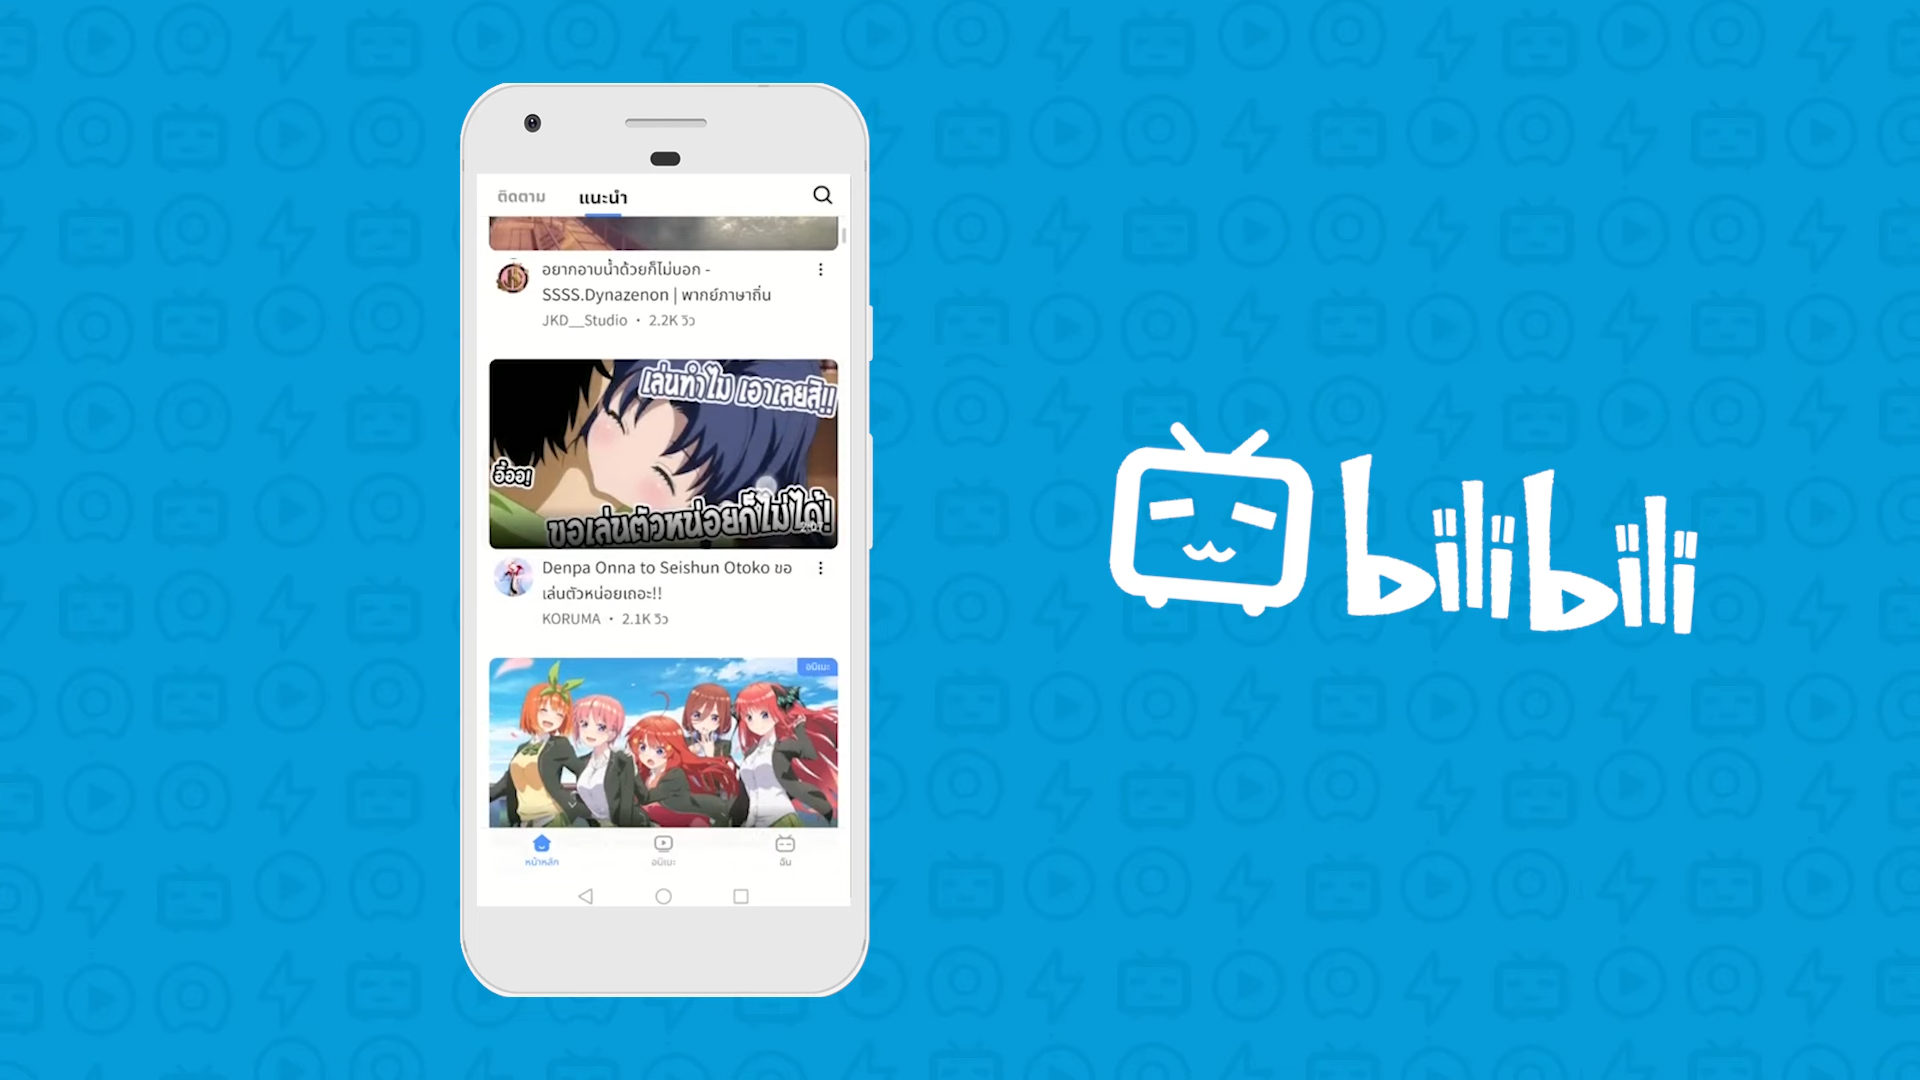 ติดตาม
แนะนำ
อยากอาบน้ำด้วยก็ไม่บอก -
SSSS.Dynazenon | พากย์ภาษาถิ่น
JKD__Studio · 2.2K วิว
เล่นทำไม เอาเลยสิ!!
อื้ออ!
ขอเล่นตัวหน่อยก็ไม่ได้!
2:07
Denpa Onna to Seishun Otoko ขอ
เล่นตัวหน่อยเถอะ!!
KORUMA · 2.1K วิว
อนิเมะ
หน้าหลัก
อนิเมะ
ฉัน
bilibili